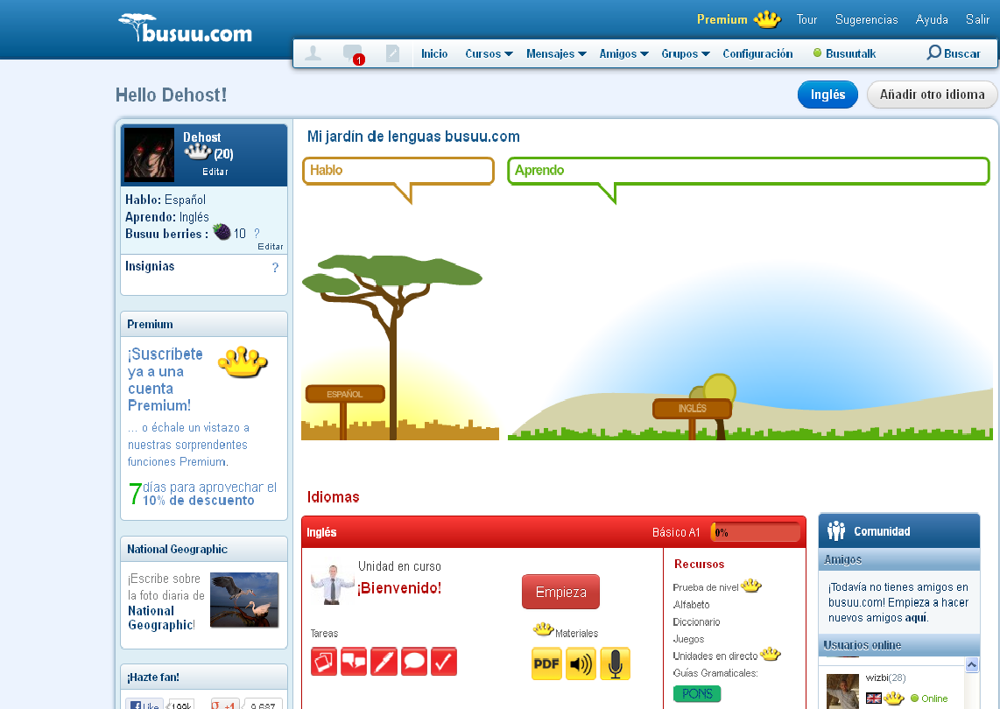 busuu.com
Premium Tour Sugerencias Ayuda Salir
1 Inicio Cursos Mensajes Amigos Grupos Configuración Busuutalk Buscar
Hello Dehost!
Inglés Añadir otro idioma
Dehost
(20)
Editar
Hablo: Español
Aprendo: Inglés
Busuu berries : 10 ?
Editar
Insignias ?
Premium
¡Suscríbete
ya a una
cuenta
Premium!
... o échale un vistazo a
nuestras sorprendentes
funciones Premium.
7 días para aprovechar el
10% de descuento
National Geographic
¡Escribe sobre
la foto diaria de
National
Geographic!
¡Hazte fan!
Like 199k +1 9,687
Mi jardín de lenguas busuu.com
Hablo Aprendo
ESPAÑOL INGLÉS
Idiomas
Inglés Básico A1 0%
Unidad en curso
¡Bienvenido!
Empieza
Tareas Materiales
PDF
Recursos
Prueba de nivel
Alfabeto
Diccionario
Juegos
Unidades en directo
Guías Gramaticales:
PONS
Comunidad
Amigos
¡Todavía no tienes amigos en
busuu.com! Empieza a hacer
nuevos amigos aquí.
Usuarios online
wizbi(28)
Online